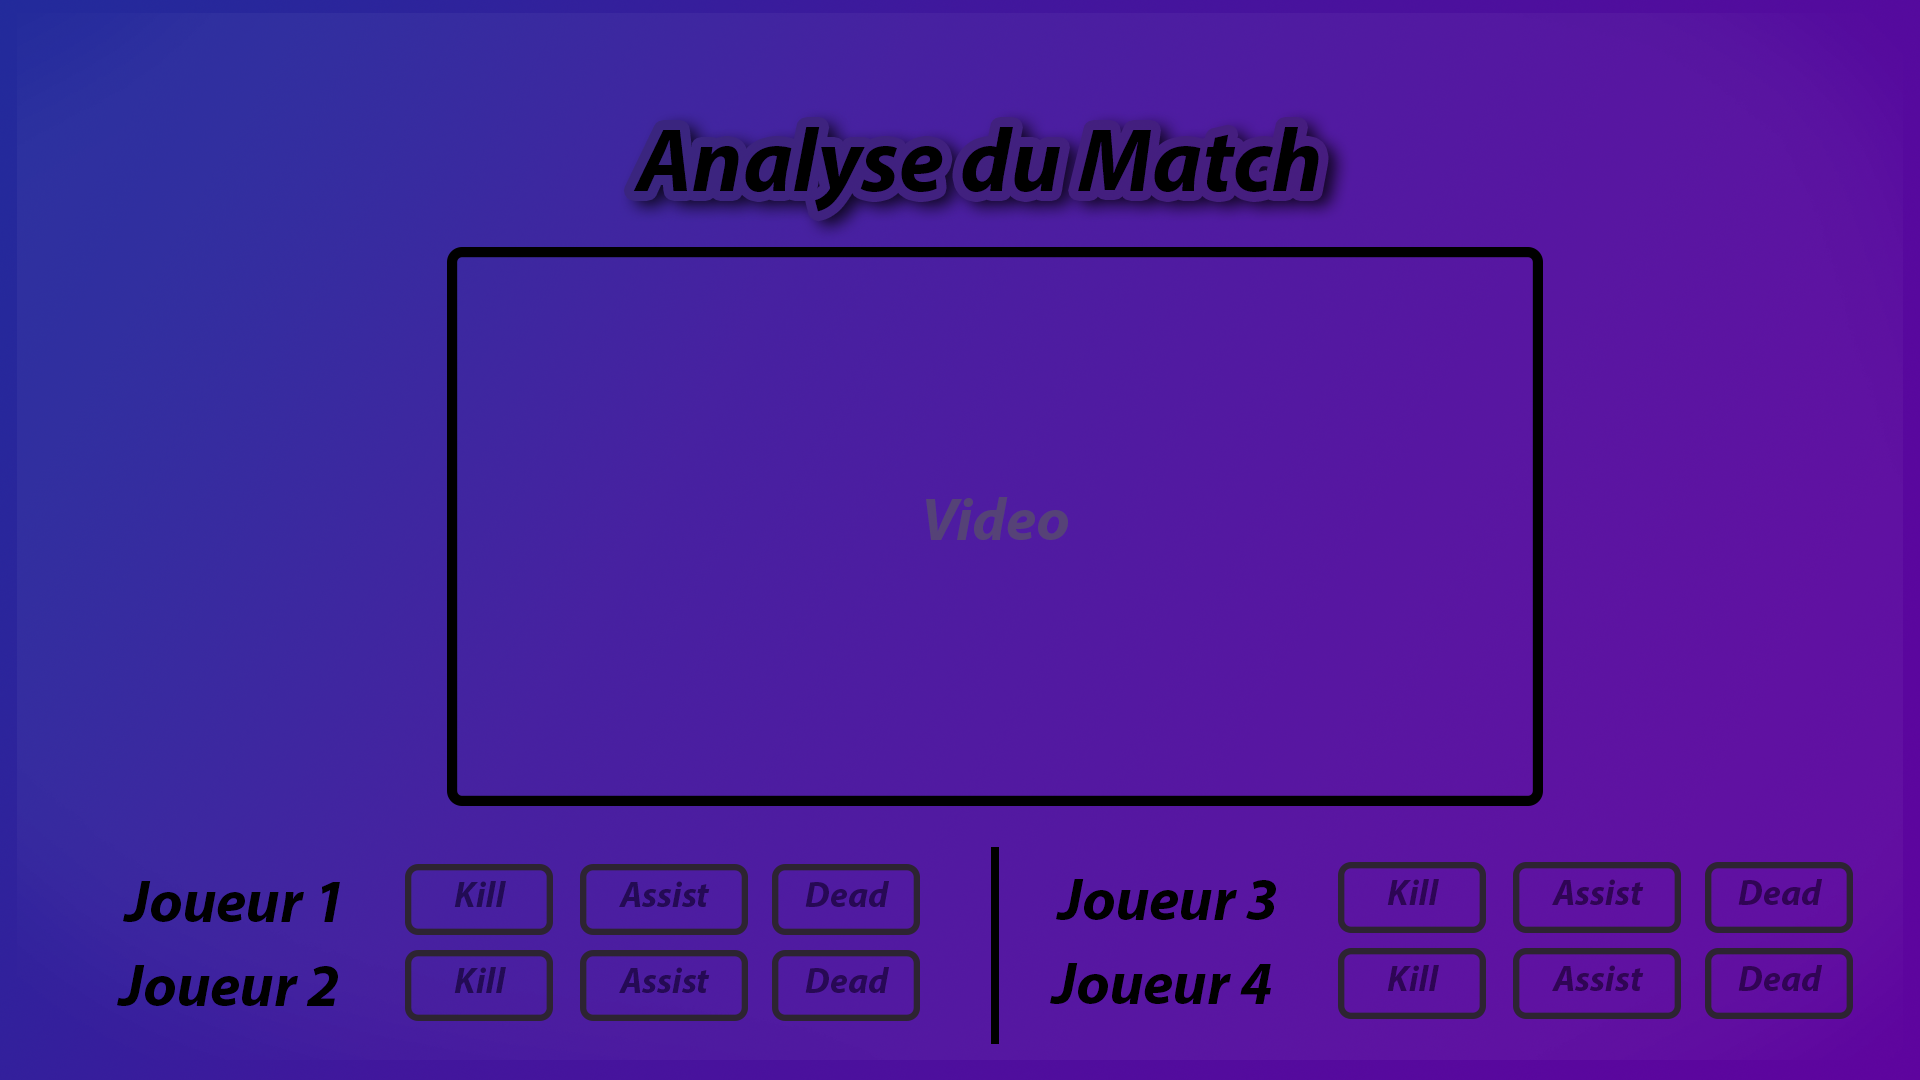 Analyse du Match
Video
Joueur 1 Kill Assist Dead
Joueur 2 Kill Assist Dead
Joueur 3 Kill Assist Dead
Joueur 4 Kill Assist Dead